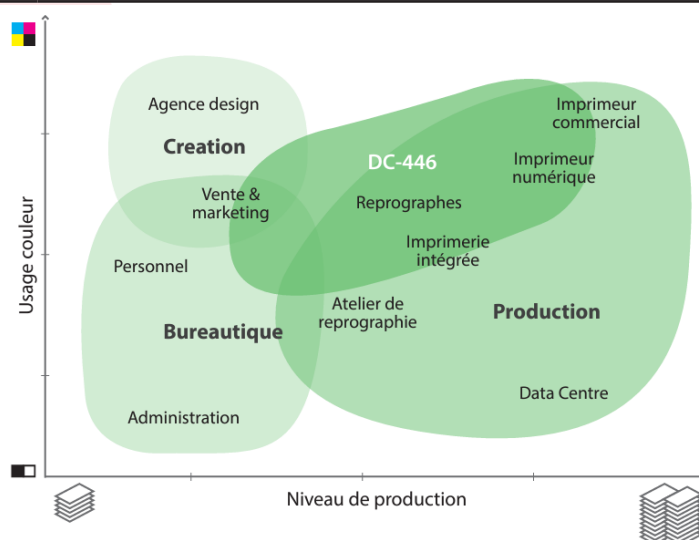 Agence design
Creation
Vente &
marketing
Personnel
Bureautique
Administration
DC-446
Reprographes
Imprimerie
intégrée
Atelier de
reprographie
Imprimeur
commercial
Imprimeur
numérique
Production
Data Centre
Usage couleur
Niveau de production